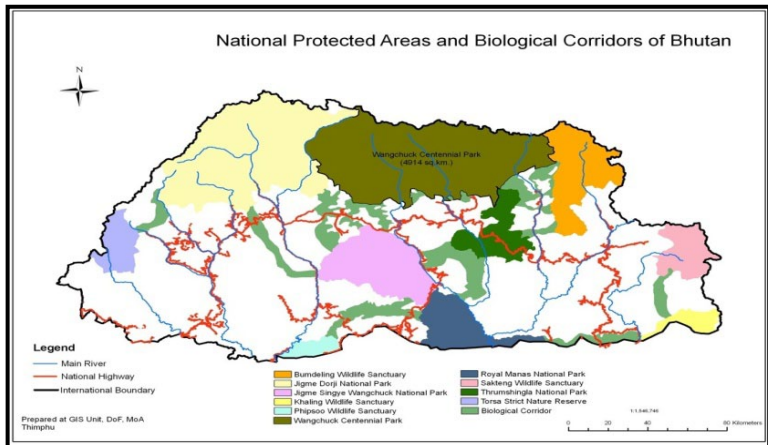 National Protected Areas and Biological Corridors of Bhutan
N
Wangchuck Centennial Park
(4914 sq.km.)
Legend
Main River
National Highway
International Boundary
Bumdeling Wildlife Sanctuary
Jigme Dorji National Park
Jigme Singye Wangchuck National Park
Khaling Wildlife Sanctuary
Phipsoo Wildlife Sanctuary
Wangchuck Centennial Park
Royal Manas National Park
Sakteng Wildlife Sanctuary
Thrumshingla National Park
Torsa Strict Nature Reserve
Biological Corridor
Prepared at GIS Unit, DoF, MoA
Thimphu
0 20 40 80 Kilometers